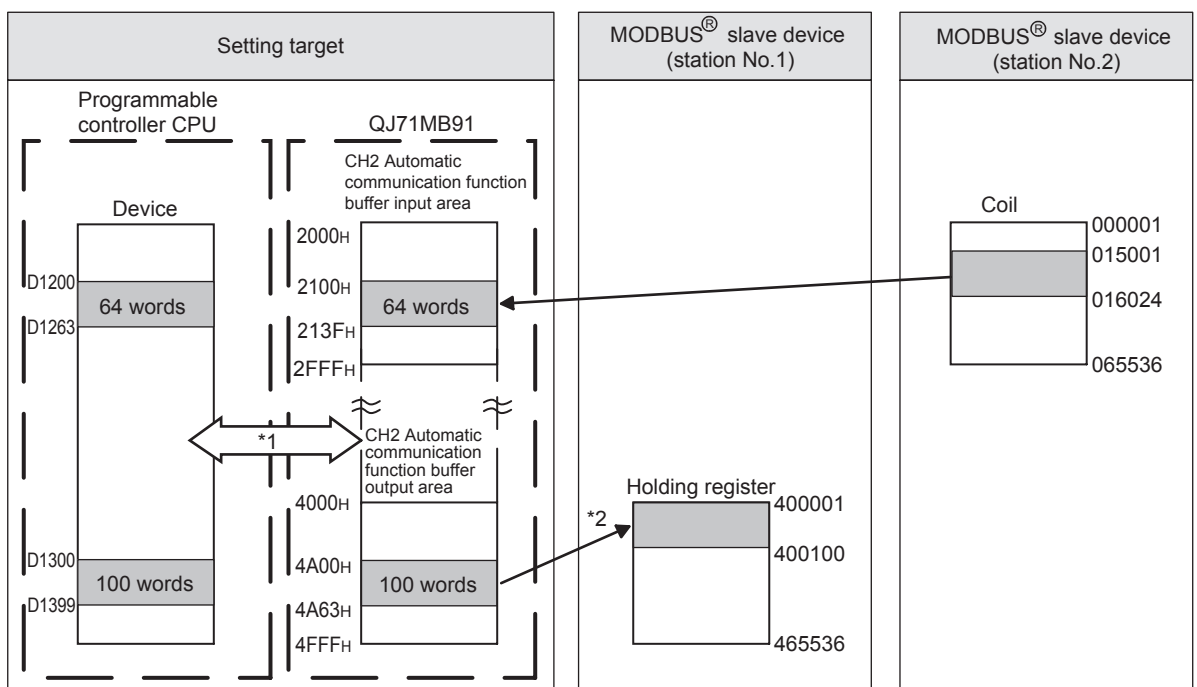 Setting target
MODBUS® slave device
(station No.1)
MODBUS® slave device
(station No.2)
Programmable
controller CPU
QJ71MB91
CH2 Automatic
communication function
buffer input area
Device
Coil
2000H
000001
015001
D1200
2100H
64 words
64 words
016024
D1263
213FH
2FFFH
065536
*1
CH2 Automatic
communication
function buffer
output area
Holding register
4000H
400001
*2
400100
D1300
4A00H
100 words
100 words
D1399
4A63H
4FFFH
465536